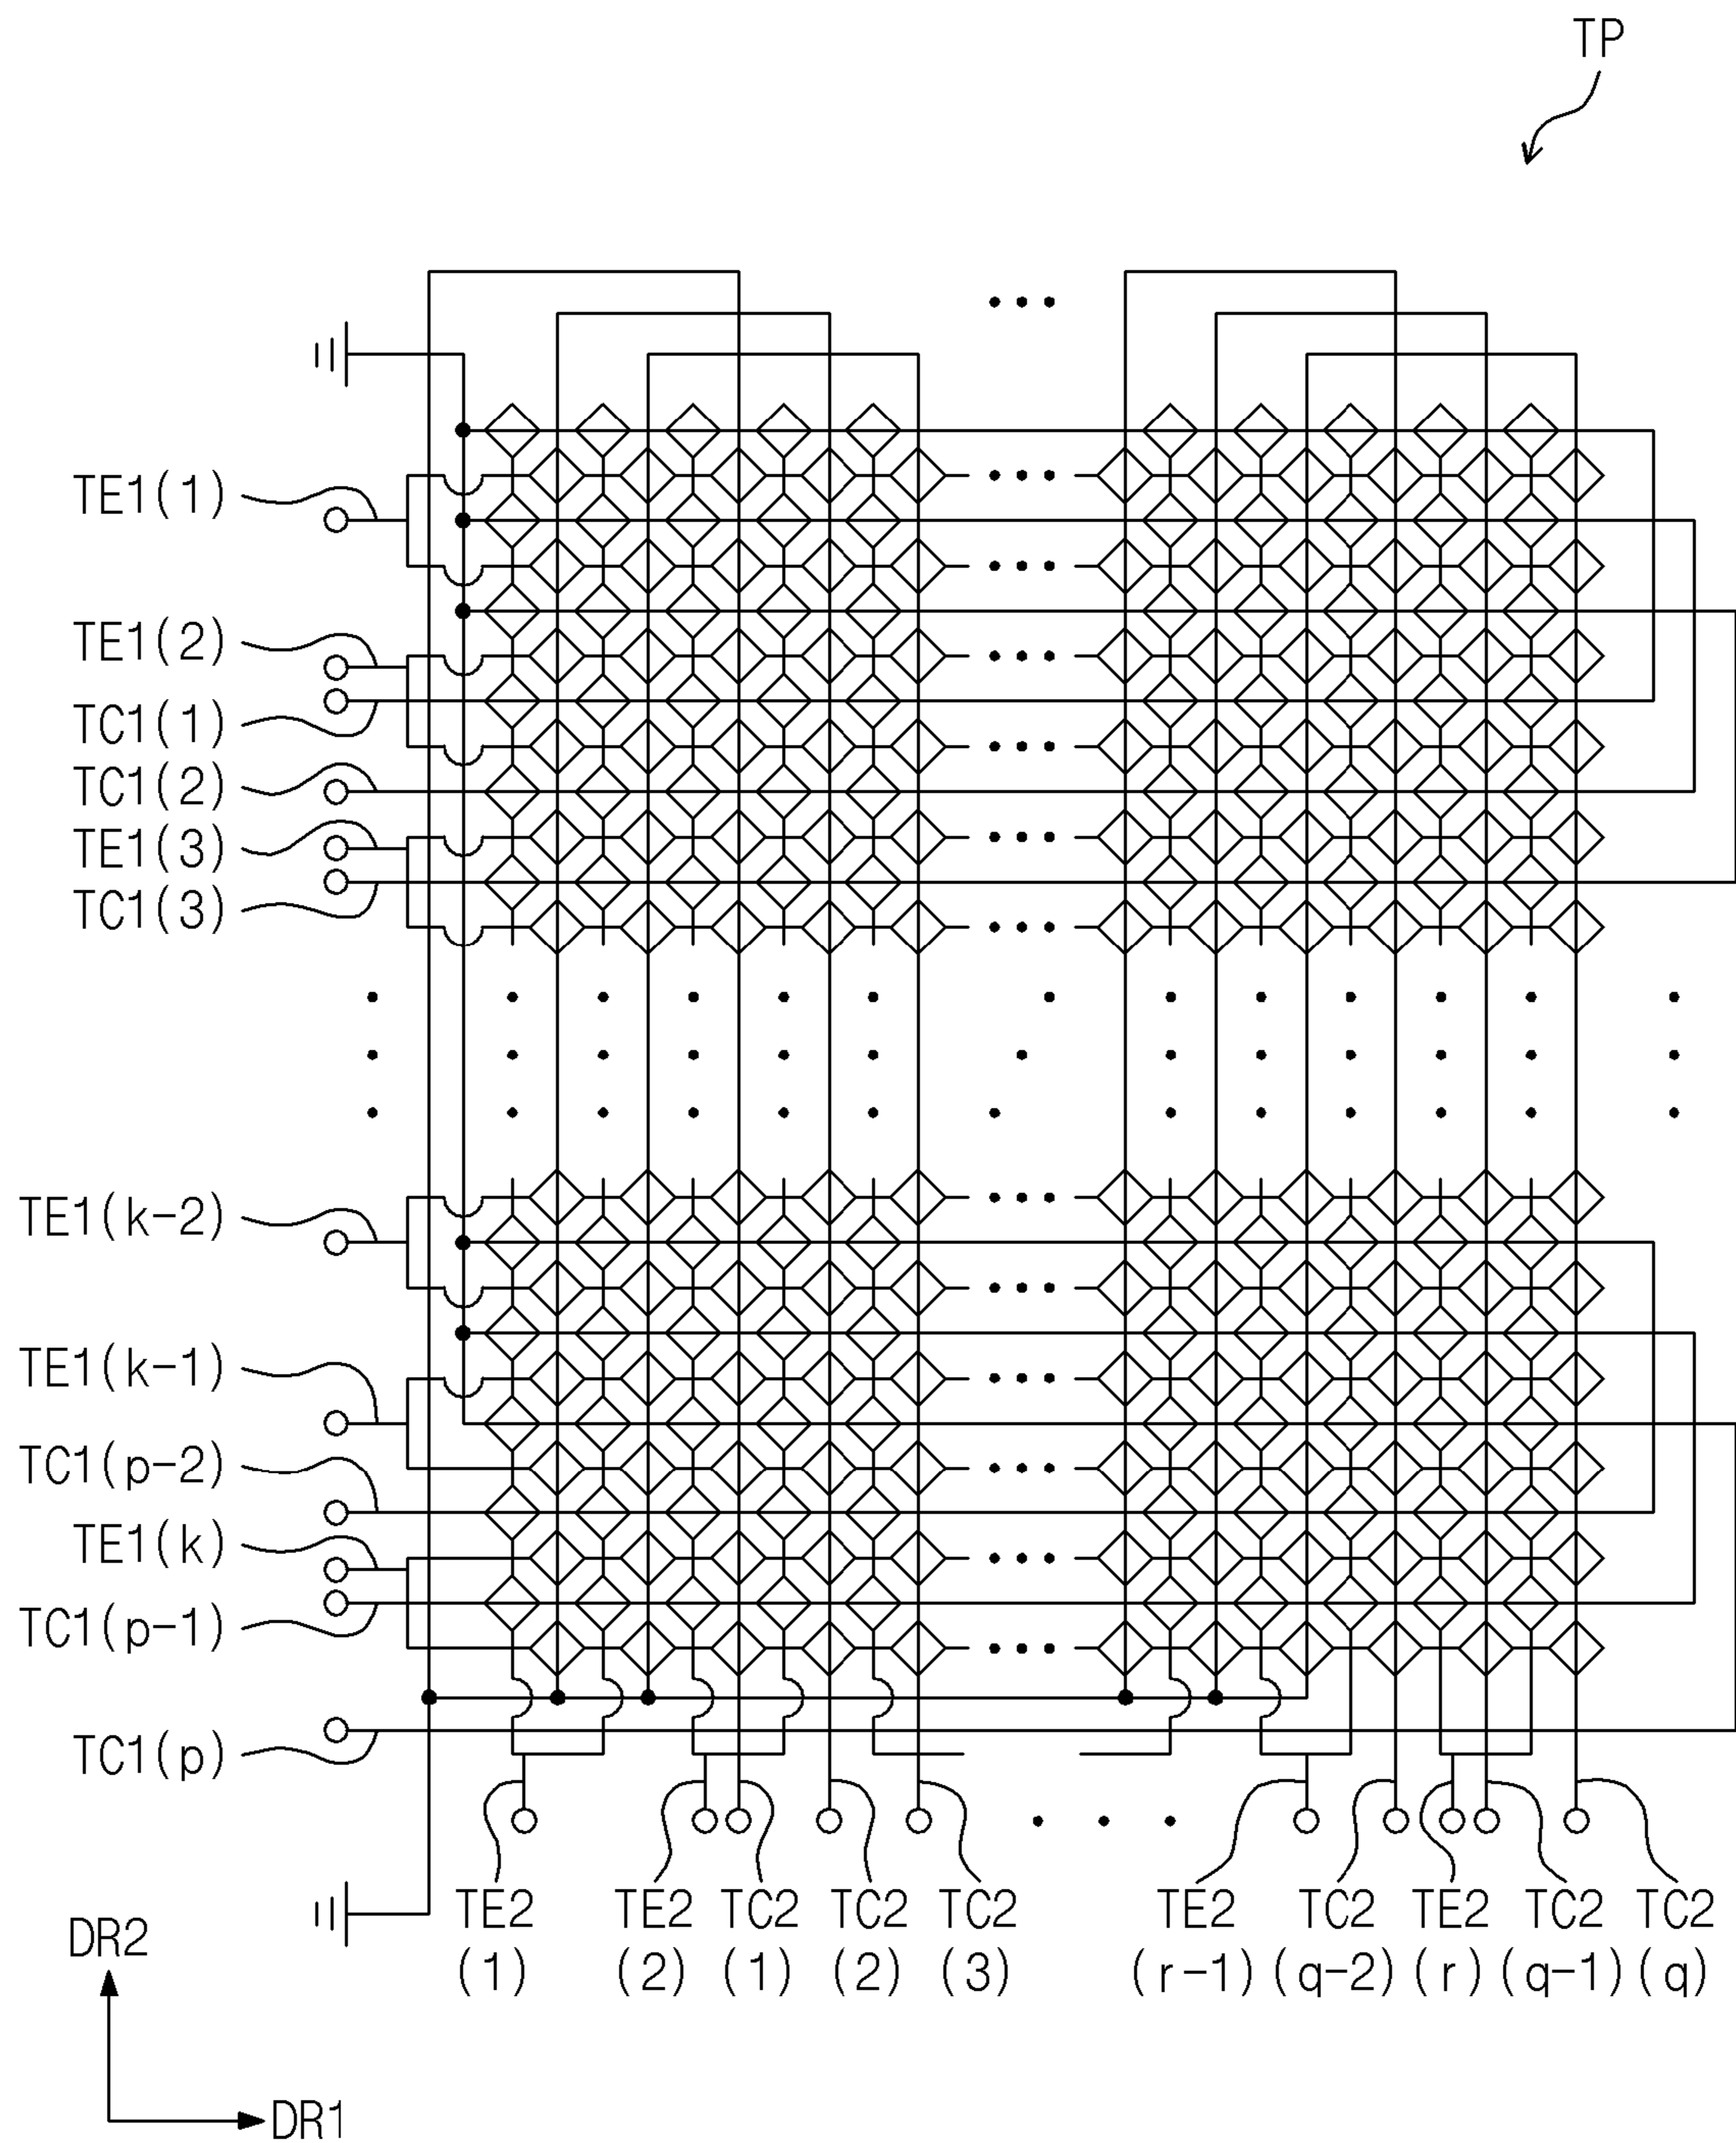 TP
TE1(1)
TE1(2)
TC1(1)
TC1(2)
TE1(3)
TC1(3)
TE1(k-2)
TE1(k-1)
TC1(p-2)
TE1(k)
TC1(p-1)
TC1(p)
TE2 TE2 TC2 TC2 TC2 TE2 TC2 TE2 TC2 TC2
(1) (2) (1) (2) (3) (r-1) (q-2) (r) (q-1) (q)
DR2
DR1